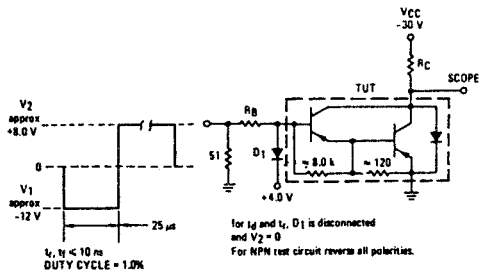 VCC
-30 V
RC
SCOPE
TUT
V2
approx
+8.0 V
RB
0
51
D1
≈ 8.0 k
≈ 120
V1
approx
-12 V
+4.0 V
25 µs
for td and tr, D1 is disconnected
and V2 = 0
For NPN test circuit reverse all polarities.
tr, tf < 10 ns
DUTY CYCLE = 1.0%